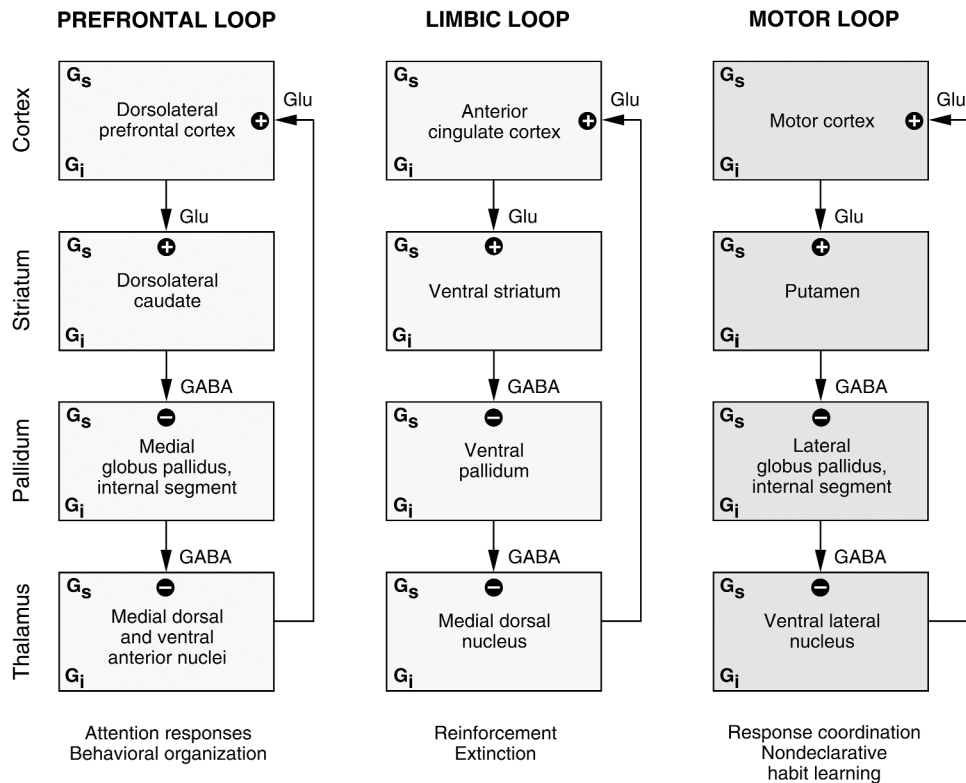 PREFRONTAL LOOP
LIMBIC LOOP
MOTOR LOOP
Cortex
Gs
Dorsolateral
prefrontal cortex
Gi
Glu
Gs
Anterior
cingulate cortex
Gi
Glu
Gs
Motor cortex
Gi
Glu
Glu
Glu
Glu
Striatum
Gs
Dorsolateral
caudate
Gi
Gs
Ventral striatum
Gi
Gs
Putamen
Gi
GABA
GABA
GABA
Pallidum
Gs
Medial
globus pallidus,
internal segment
Gi
Gs
Ventral
pallidum
Gi
Gs
Lateral
globus pallidus,
internal segment
Gi
GABA
GABA
GABA
Thalamus
Gs
Medial dorsal
and ventral
anterior nuclei
Gi
Gs
Medial dorsal
nucleus
Gi
Gs
Ventral lateral
nucleus
Gi
Attention responses
Behavioral organization
Reinforcement
Extinction
Response coordination
Nondeclarative
habit learning